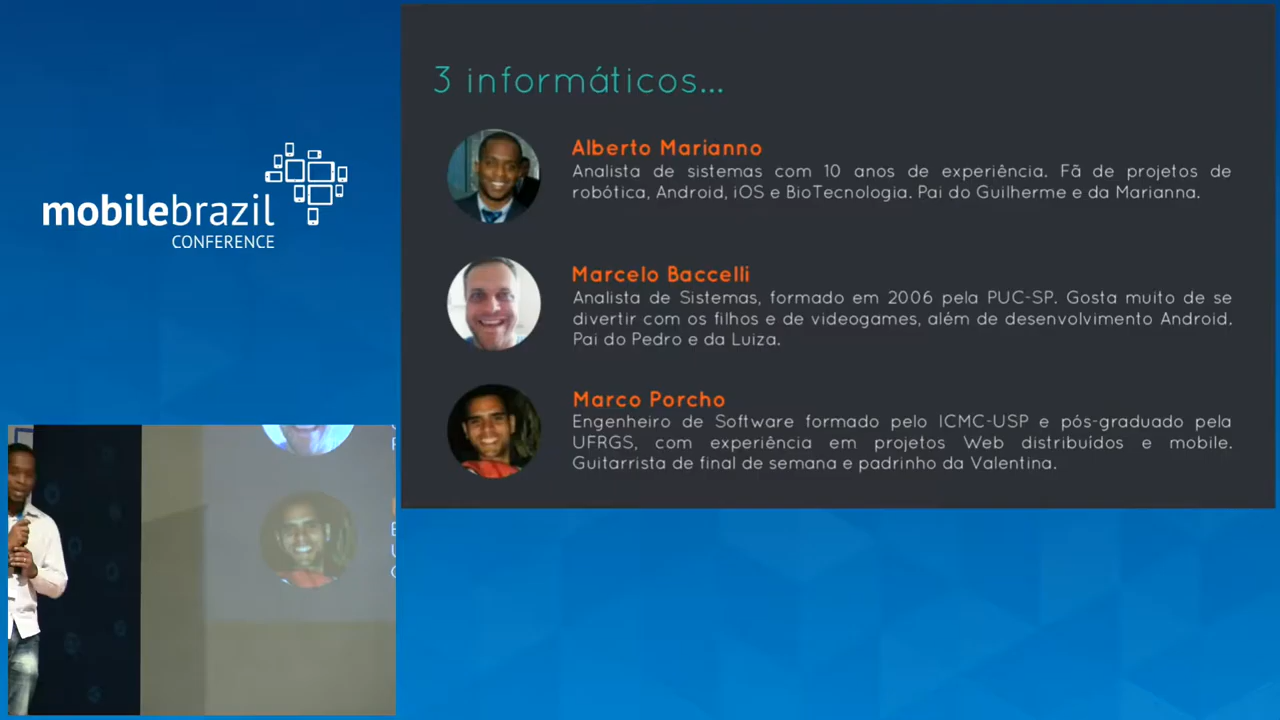 mobilebrazil
CONFERENCE
3 informáticos...
Alberto Marianno
Analista de sistemas com 10 anos de experiência. Fã de projetos de
robótica, Android, iOS e BioTecnologia. Pai do Guilherme e da Marianna.
Marcelo Baccelli
Analista de Sistemas, formado em 2006 pela PUC-SP. Gosta muito de se
divertir com os filhos e de videogames, além de desenvolvimento Android.
Pai do Pedro e da Luiza.
Marco Porcho
Engenheiro de Software formado pelo ICMC-USP e pós-graduado pela
UFRGS, com experiência em projetos Web distribuídos e mobile.
Guitarrista de final de semana e padrinho da Valentina.